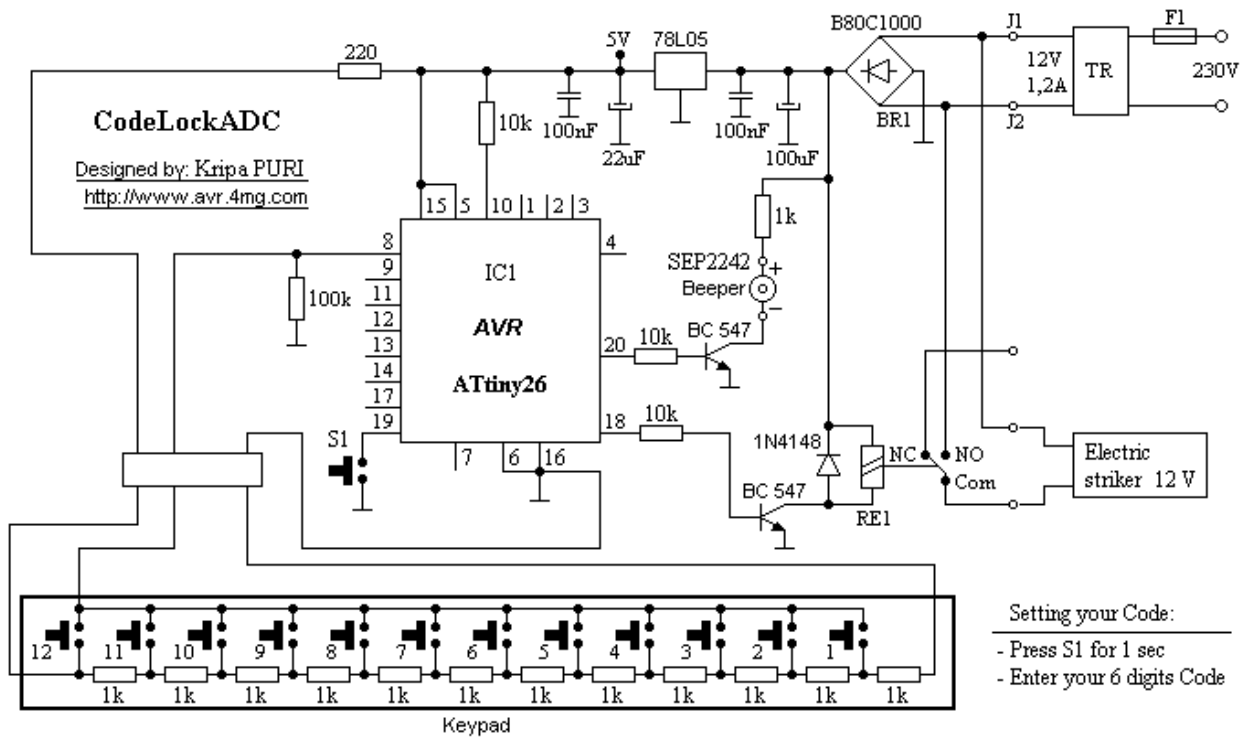 B80C1000
J1
F1
5V
78L05
220
12V
1,2A
TR
230V
BR1
J2
10k
100nF
22uF
100nF
100uF
CodeLockADC
Designed by: Kripa PURI
http://www.avr.4mg.com
15
5
10
1
2
3
8
9
11
12
13
14
17
19
4
20
18
7
6
16
IC1
AVR
ATtiny26
100k
1k
SEP2242
+
Beeper
–
BC 547
10k
10k
S1
1N4148
NC
NO
Com
RE1
BC 547
Electric
striker 12 V
12
11
10
9
8
7
6
5
4
3
2
1
1k
1k
1k
1k
1k
1k
1k
1k
1k
1k
1k
1k
Keypad
Setting your Code:
- Press S1 for 1 sec
- Enter your 6 digits Code